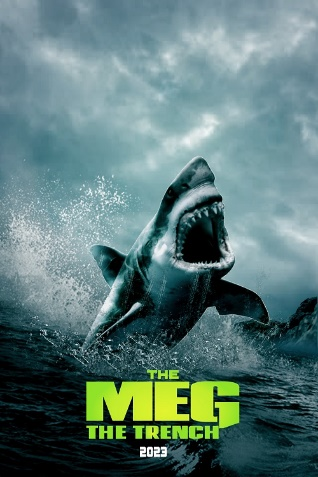 THE
MEG
THE TRENCH
2023